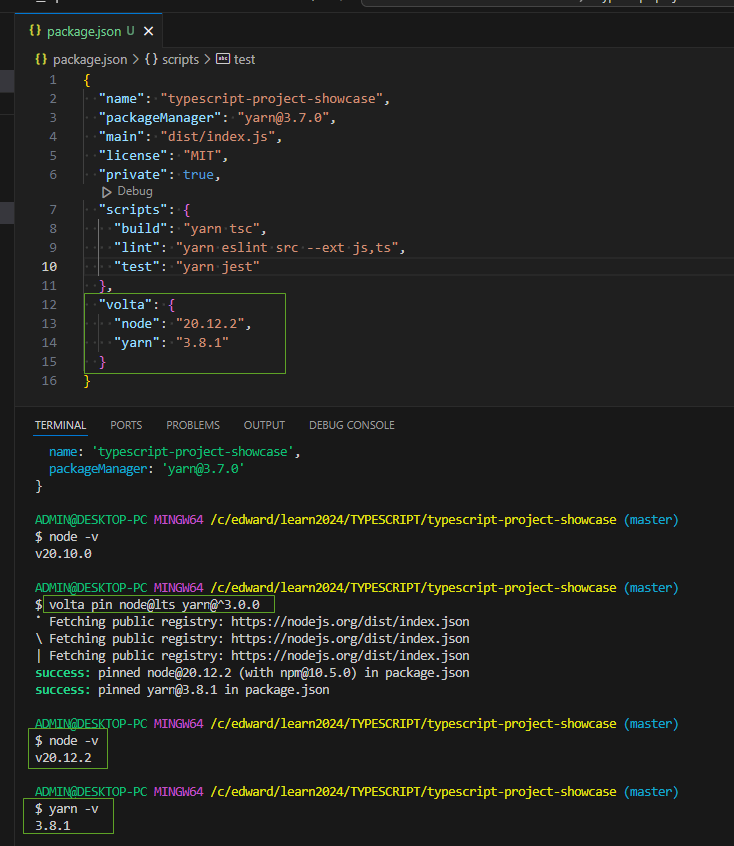 {} package.json U ×
{} package.json > {} scripts > abc test
1 {
2 "name": "typescript-project-showcase",
3 "packageManager": "yarn@3.7.0",
4 "main": "dist/index.js",
5 "license": "MIT",
6 "private": true,
Debug
7 "scripts": {
8 "build": "yarn tsc",
9 "lint": "yarn eslint src --ext js,ts",
10 "test": "yarn jest"
11 },
12 "volta": {
13 "node": "20.12.2",
14 "yarn": "3.8.1"
15 }
16 }
TERMINAL PORTS PROBLEMS OUTPUT DEBUG CONSOLE
name: 'typescript-project-showcase',
packageManager: 'yarn@3.7.0'
}
ADMIN@DESKTOP-PC MINGW64 /c/edward/learn2024/TYPESCRIPT/typescript-project-showcase (master)
$ node -v
v20.10.0
ADMIN@DESKTOP-PC MINGW64 /c/edward/learn2024/TYPESCRIPT/typescript-project-showcase (master)
$ volta pin node@lts yarn@^3.0.0
Fetching public registry: https://nodejs.org/dist/index.json
\ Fetching public registry: https://nodejs.org/dist/index.json
| Fetching public registry: https://nodejs.org/dist/index.json
success: pinned node@20.12.2 (with npm@10.5.0) in package.json
success: pinned yarn@3.8.1 in package.json
ADMIN@DESKTOP-PC MINGW64 /c/edward/learn2024/TYPESCRIPT/typescript-project-showcase (master)
$ node -v
v20.12.2
ADMIN@DESKTOP-PC MINGW64 /c/edward/learn2024/TYPESCRIPT/typescript-project-showcase (master)
$ yarn -v
3.8.1